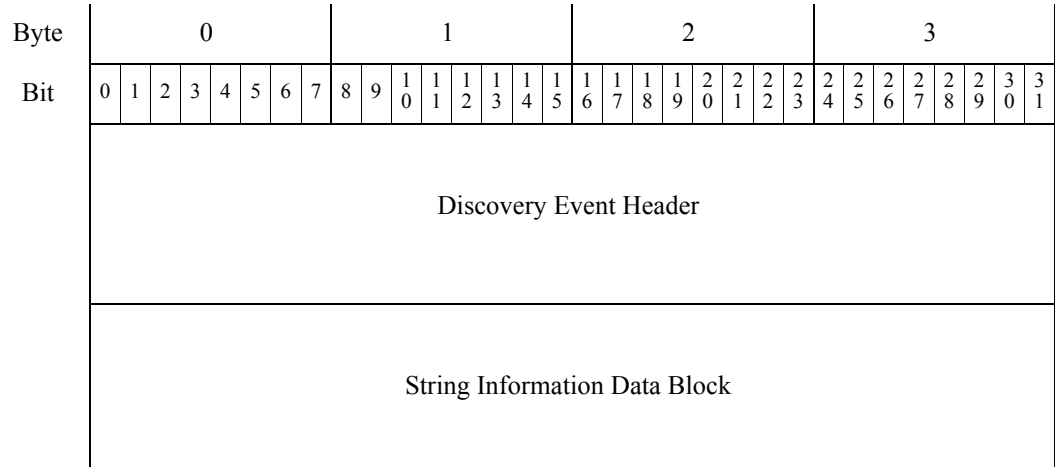 Byte 0 1 2 3
Bit 0 1 2 3 4 5 6 7 8 9 10 11 12 13 14 15 16 17 18 19 20 21 22 23 24 25 26 27 28 29 30 31
Discovery Event Header
String Information Data Block